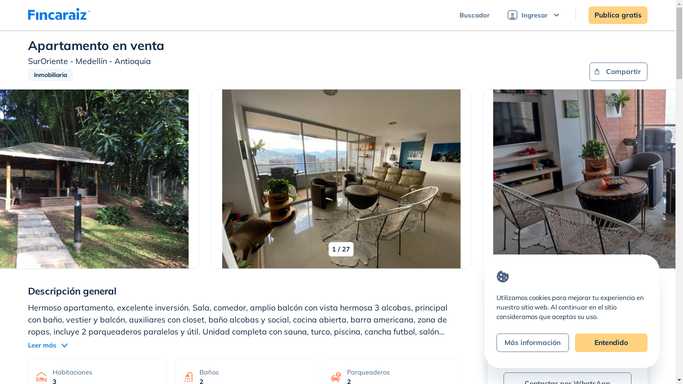 Fincaraiz
Buscador
Ingresar
Publica gratis
Apartamento en venta
SurOriente - Medellín - Antioquia
Inmobiliaria
Compartir
1 / 27
Descripción general
Hermoso apartamento, excelente inversión. Sala, comedor, amplio balcón con vista hermosa 3 alcobas, principal
con baño, vestier y balcón, auxiliares con closet, baño alcobas y social, cocina abierta, barra americana, zona de
ropas, incluye 2 parqueaderos paralelos y útil. Unidad completa con sauna, turco, piscina, cancha futbol, salón...
Leer más
Habitaciones
3
Baños
2
Parqueaderos
2
Utilizamos cookies para mejorar tu experiencia en
nuestro sitio web. Al continuar en el sitio
consideramos que aceptas su uso.
Más información
Entendido
Contactar por WhatsApp